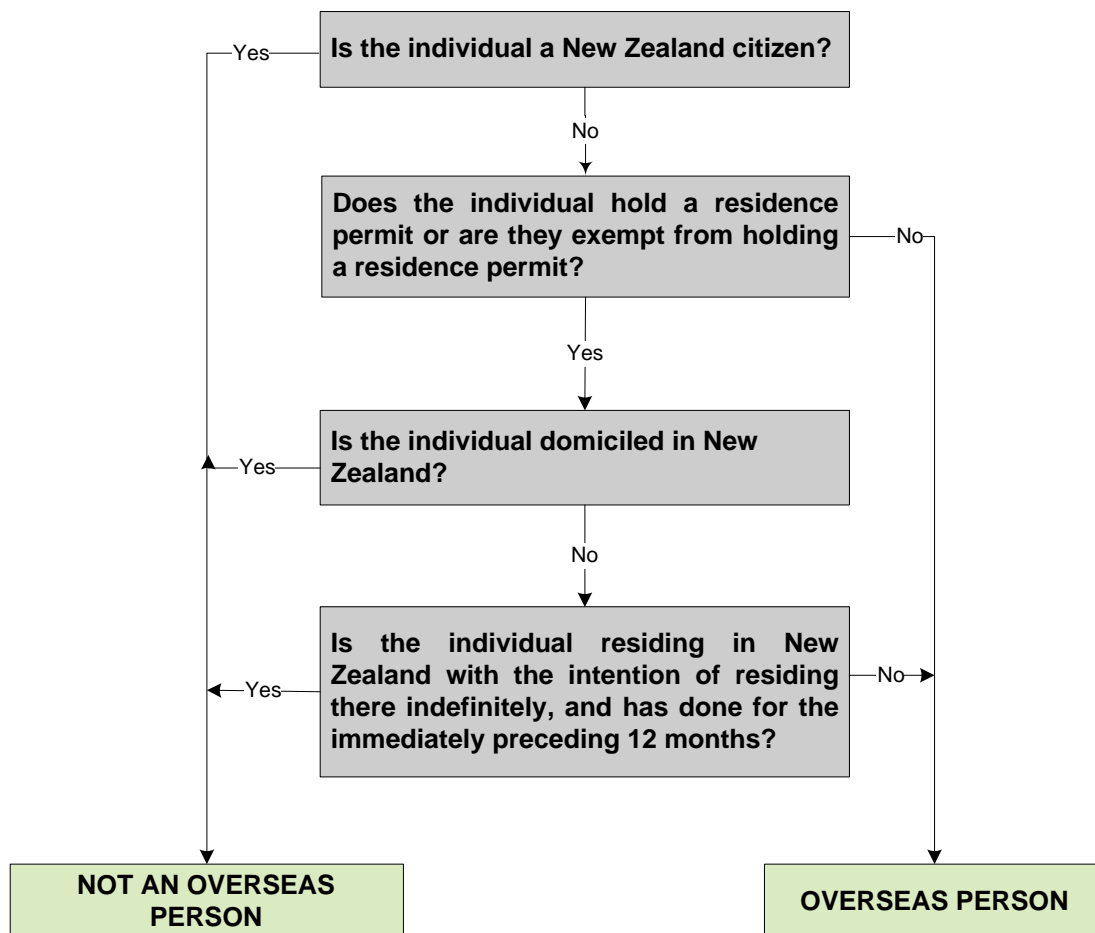 Is the individual a New Zealand citizen?
Yes
No
Does the individual hold a residence
permit or are they exempt from holding
a residence permit?
No
Yes
Is the individual domiciled in New
Zealand?
Yes
No
Is the individual residing in New
Zealand with the intention of residing
there indefinitely, and has done for the
immediately preceding 12 months?
Yes
No
NOT AN OVERSEAS
PERSON
OVERSEAS PERSON